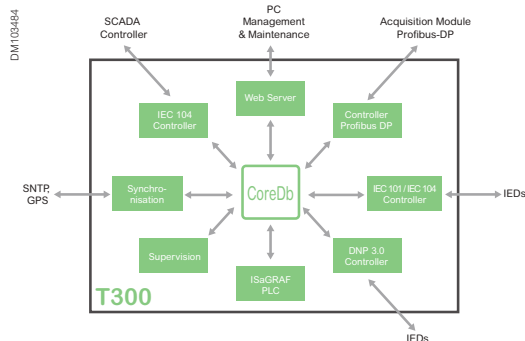 DM103484
SCADA
Controller
PC
Management
& Maintenance
Acquisition Module
Profibus-DP
IEC 104
Controller
Web Server
Controller
Profibus DP
SNTP,
GPS
Synchro-
nisation
CoreDb
IEC 101 / IEC 104
Controller
IEDs
Supervision
ISaGRAF
PLC
DNP 3.0
Controller
T300
IEDs